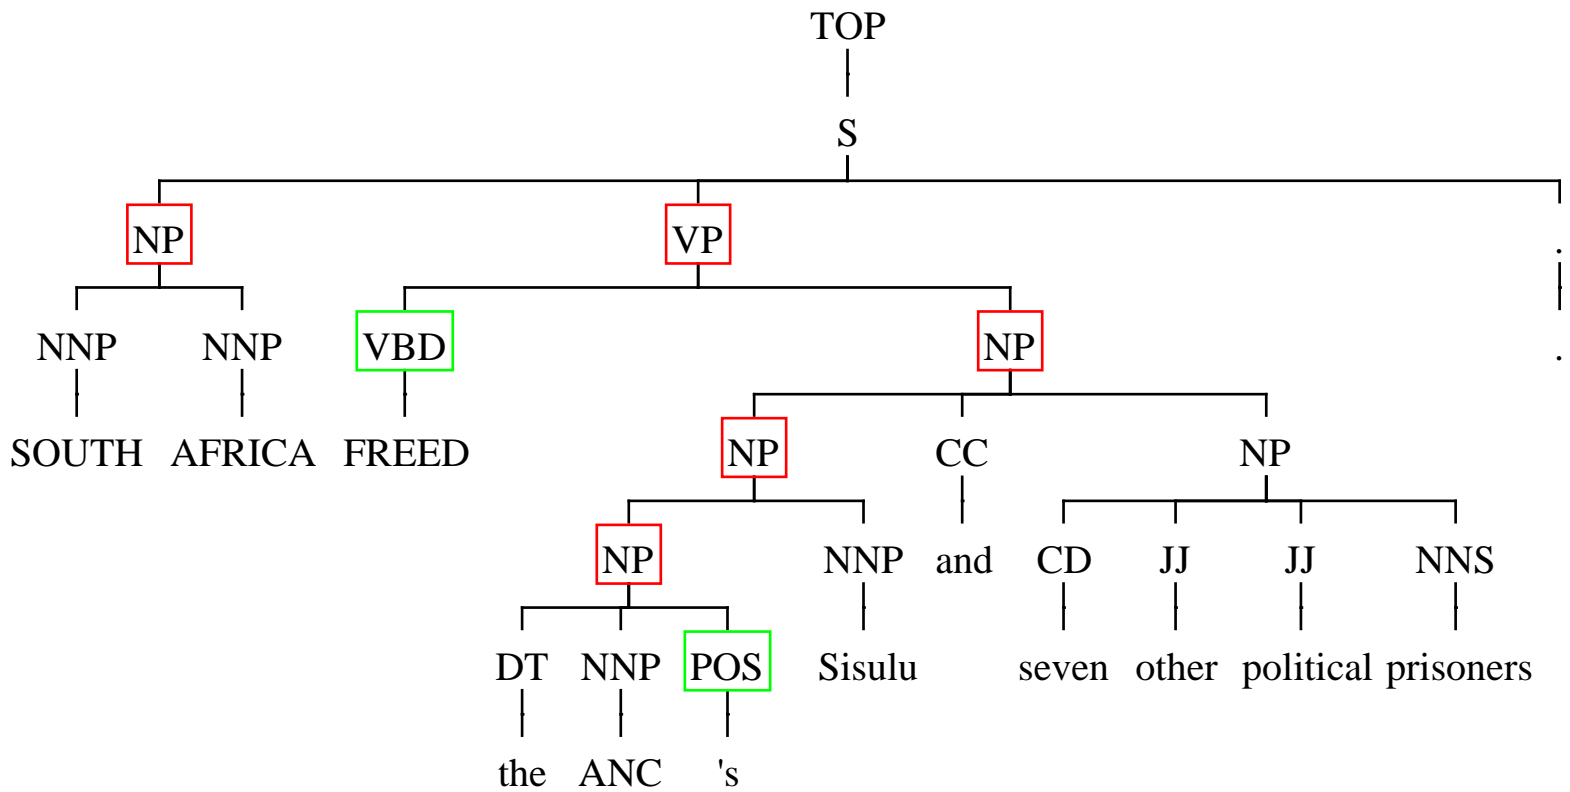 TOP
S
NP VP .
NNP NNP VBD NP .
SOUTH AFRICA FREED NP CC NP
NP NNP and CD JJ JJ NNS
DT NNP POS Sisulu seven other political prisoners
the ANC 's